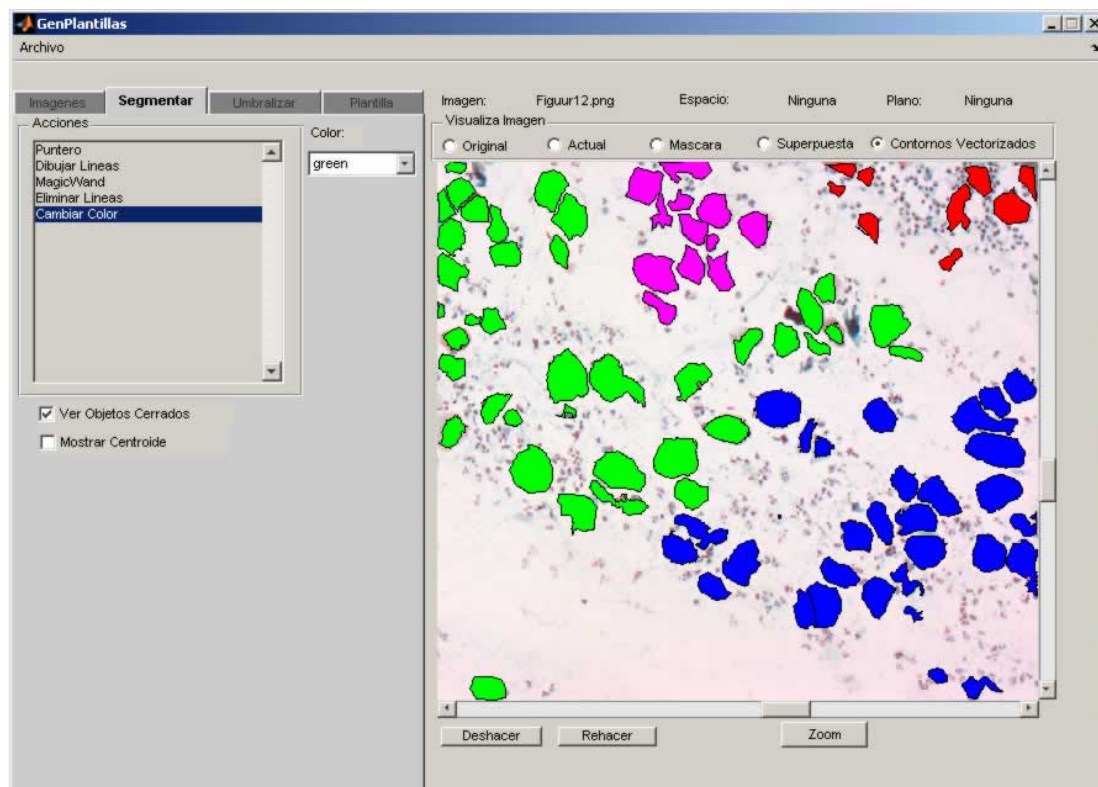 GenPlantillas
Archivo
Imagenes Segmentar Umbralizar Plantilla
Acciones
Puntero
Dibujar Lineas
MagicWand
Eliminar Lineas
Cambiar Color
Color:
green
Ver Objetos Cerrados
Mostrar Centroide
Imagen: Figuur12.png Espacio: Ninguna Plano: Ninguna
Visualiza Imagen
Original Actual Mascara Superpuesta Contornos Vectorizados
Deshacer Rehacer Zoom